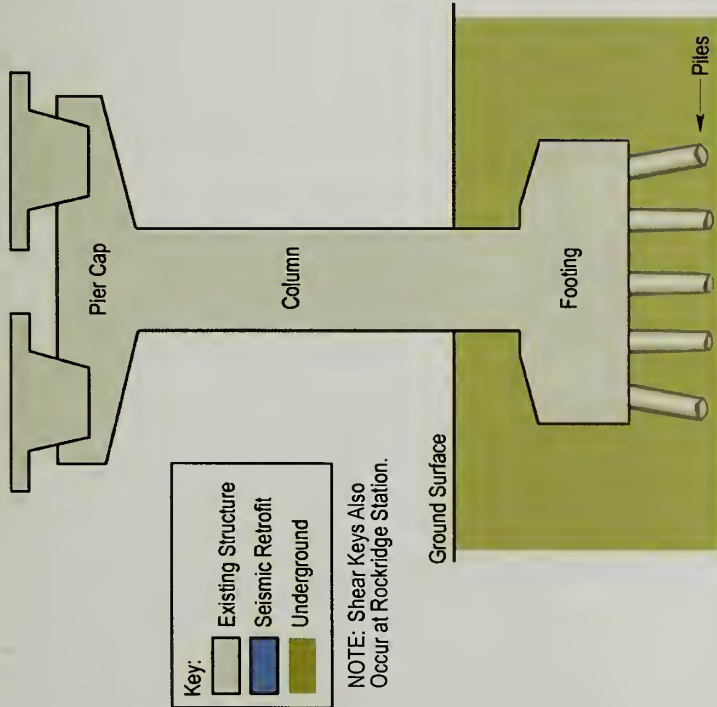 Pier Cap
Column
Key:
Existing Structure
Seismic Retrofit
Underground
NOTE: Shear Keys Also
Occur at Rockridge Station.
Ground Surface
Footing
Piles